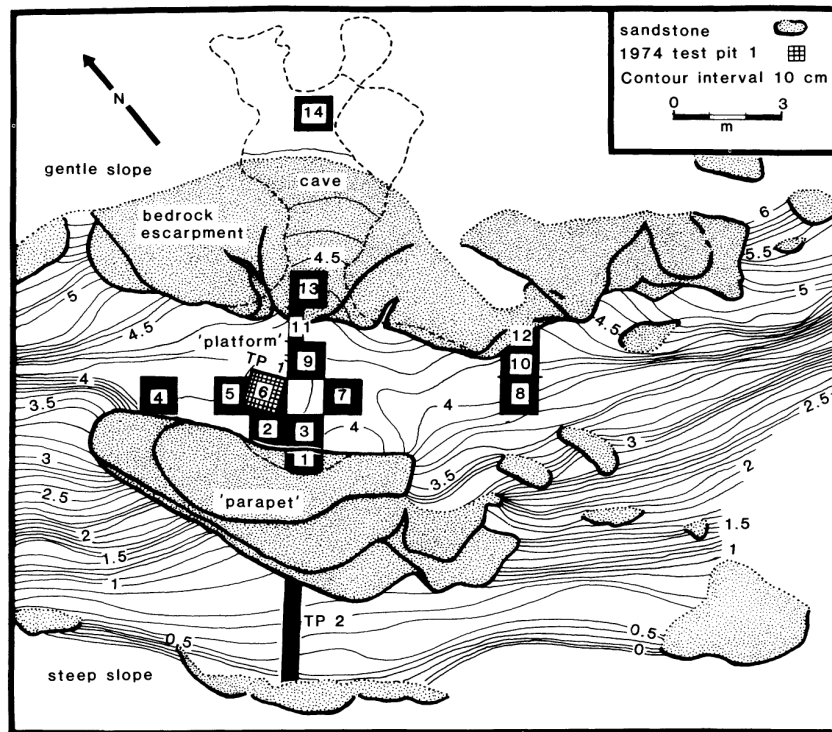 sandstone
1974 test pit 1
Contour interval 10 cm
0 3
m
N
14
gentle slope
cave
bedrock
escarpment
6
5.5
5
4.5
13
5
4.5
4.5
11
12
'platform'
TP 1
9
10
4
3.5
4
5
6
7
8
4
2.5
2
3
4
3
3.5
3
1
2
2.5
'parapet'
2
1.5
1.5
1
1
TP 2
0.5
0.5
0
steep slope